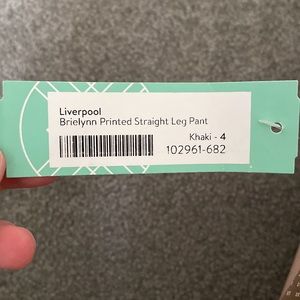 Liverpool
Brielynn Printed Straight Leg Pant
Khaki - 4
102961-682